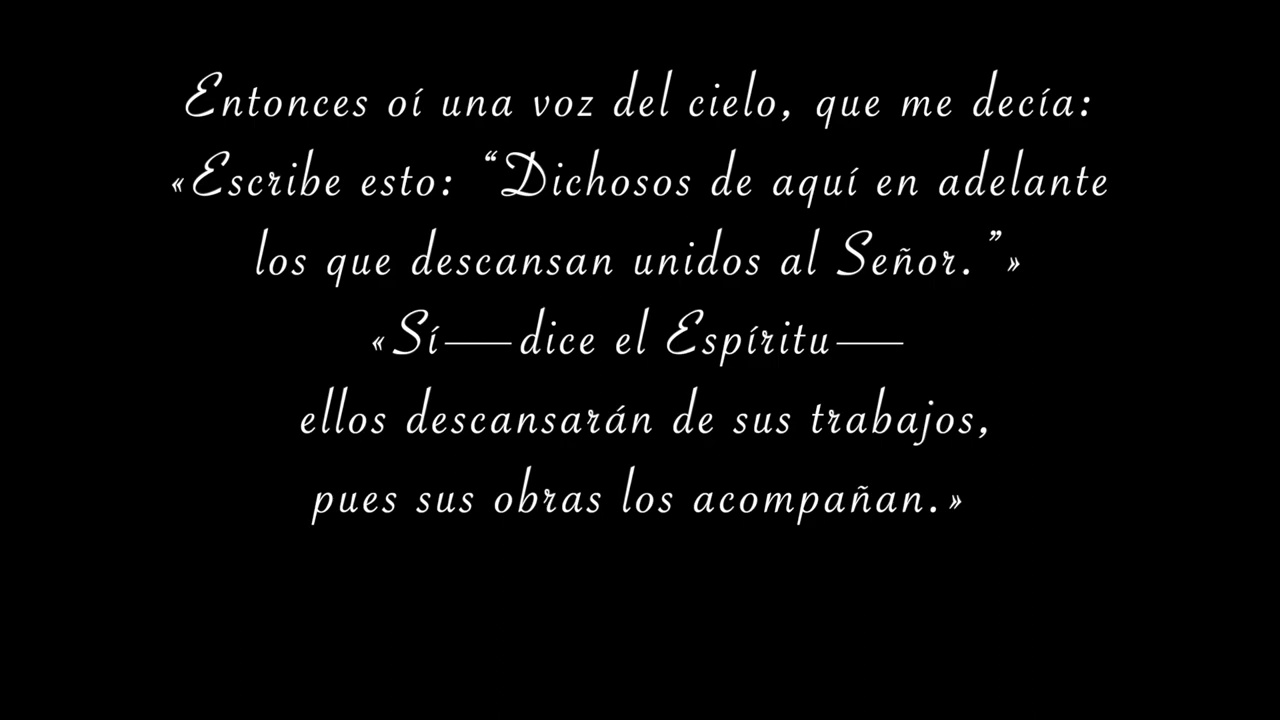 Entonces oí una voz del cielo, que me decía:
«Escribe esto: “Dichosos de aquí en adelante
los que descansan unidos al Señor.”»
«Sí—dice el Espíritu—
ellos descansarán de sus trabajos,
pues sus obras los acompañan.»